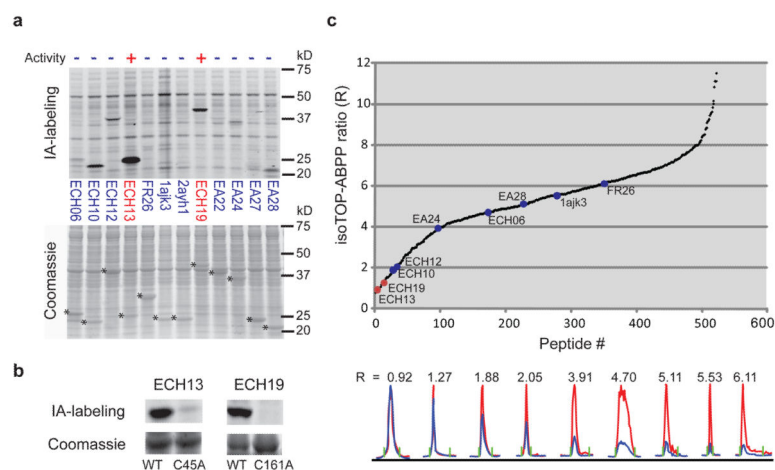 a
Activity - - - + - - - + - - - - kD
75
50
37
25
20
IA-labeling
ECH06 ECH10 ECH12 ECH13 FR26 1ajk3 2ayh1 ECH19 EA22 EA24 EA27 EA28
kD
75
50
37
25
20
Coomassie
* * * * * * * * * * * *
b
ECH13 ECH19
IA-labeling
Coomassie
WT C45A WT C161A
c
isoTOP-ABPP ratio (R)
12
10
8
6
4
2
0
EA24
ECH06
EA28
1ajk3
FR26
ECH12
ECH10
ECH19
ECH13
0 100 200 300 400 500 600
Peptide #
R = 0.92 1.27 1.88 2.05 3.91 4.70 5.11 5.53 6.11